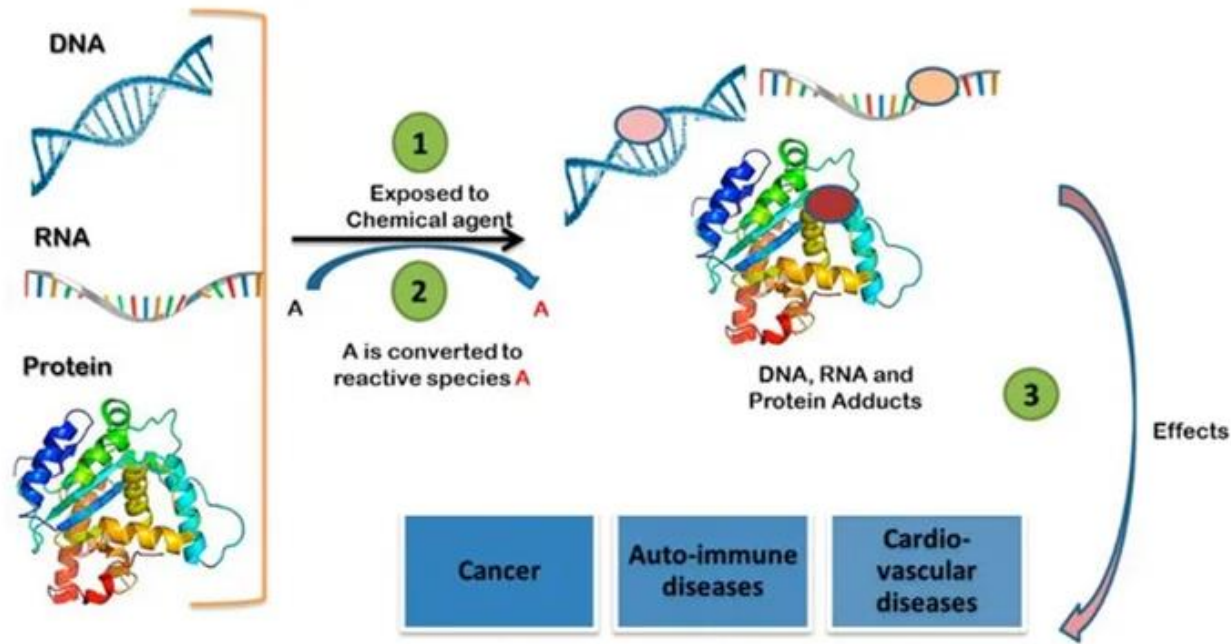 DNA
RNA
Protein
1
Exposed to
Chemical agent
2
A
A
A is converted to
reactive species A
DNA, RNA and
Protein Adducts
3
Effects
Cancer
Auto-immune
diseases
Cardio-
vascular
diseases